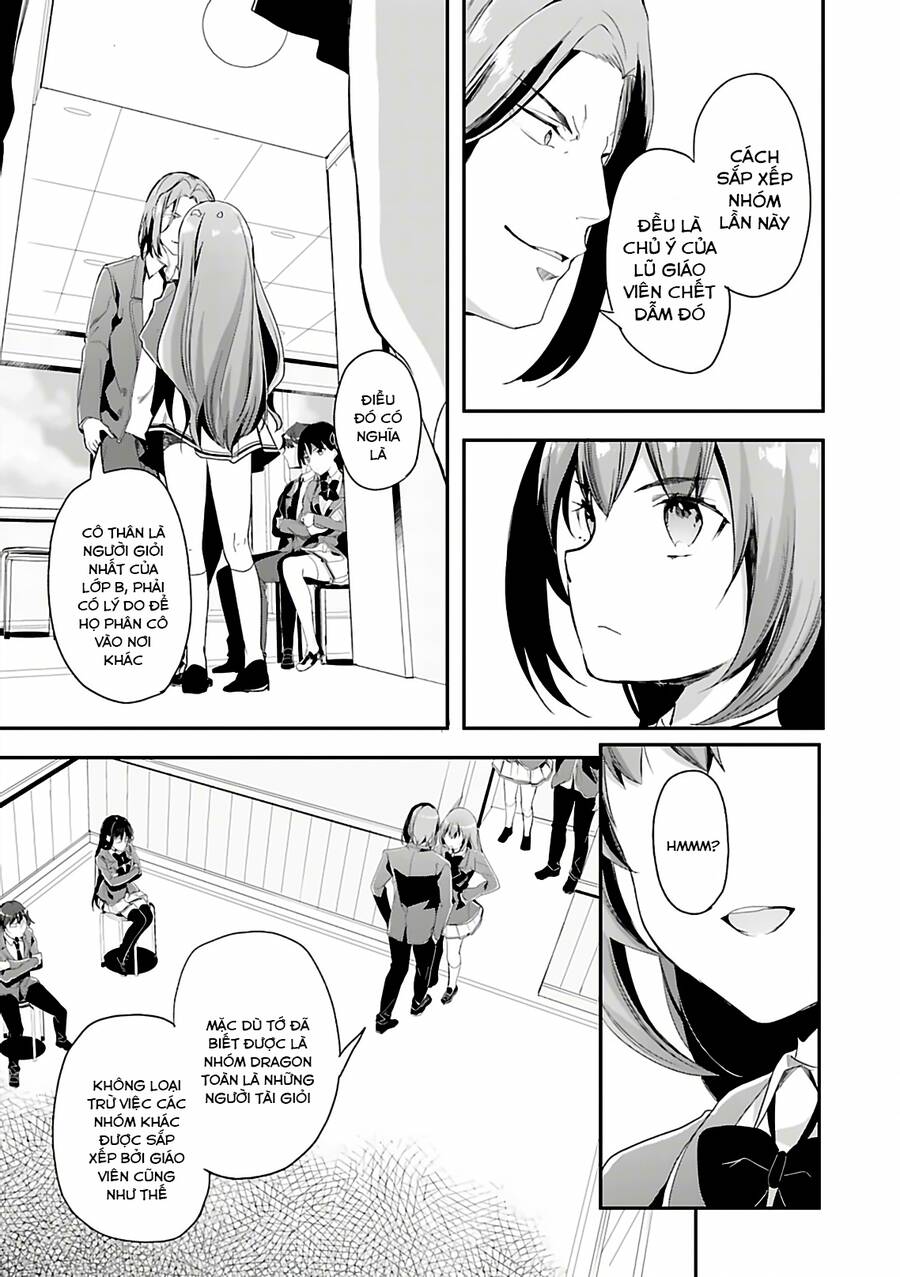 CÁCH
SẮP XẾP
NHÓM
LẦN NÀY
ĐỀU LÀ
CHỦ Ý CỦA
LŨ GIÁO
VIÊN CHẾT
DẪM ĐÓ
ĐIỀU
ĐÓ CÓ
NGHĨA
LÀ
CÔ THÂN LÀ
NGƯỜI GIỎI
NHẤT CỦA
LỚP B, PHẢI
CÓ LÝ DO ĐỂ
HỌ PHÂN CÔ
VÀO NƠI
KHÁC
HMMM?
MẶC DÙ TỚ ĐÃ
BIẾT ĐƯỢC LÀ
NHÓM DRAGON
TOÀN LÀ NHỮNG
NGƯỜI TÀI GIỎI
KHÔNG LOẠI
TRỪ VIỆC CÁC
NHÓM KHÁC
ĐƯỢC SẮP
XẾP BỞI GIÁO
VIÊN CŨNG
NHƯ THẾ